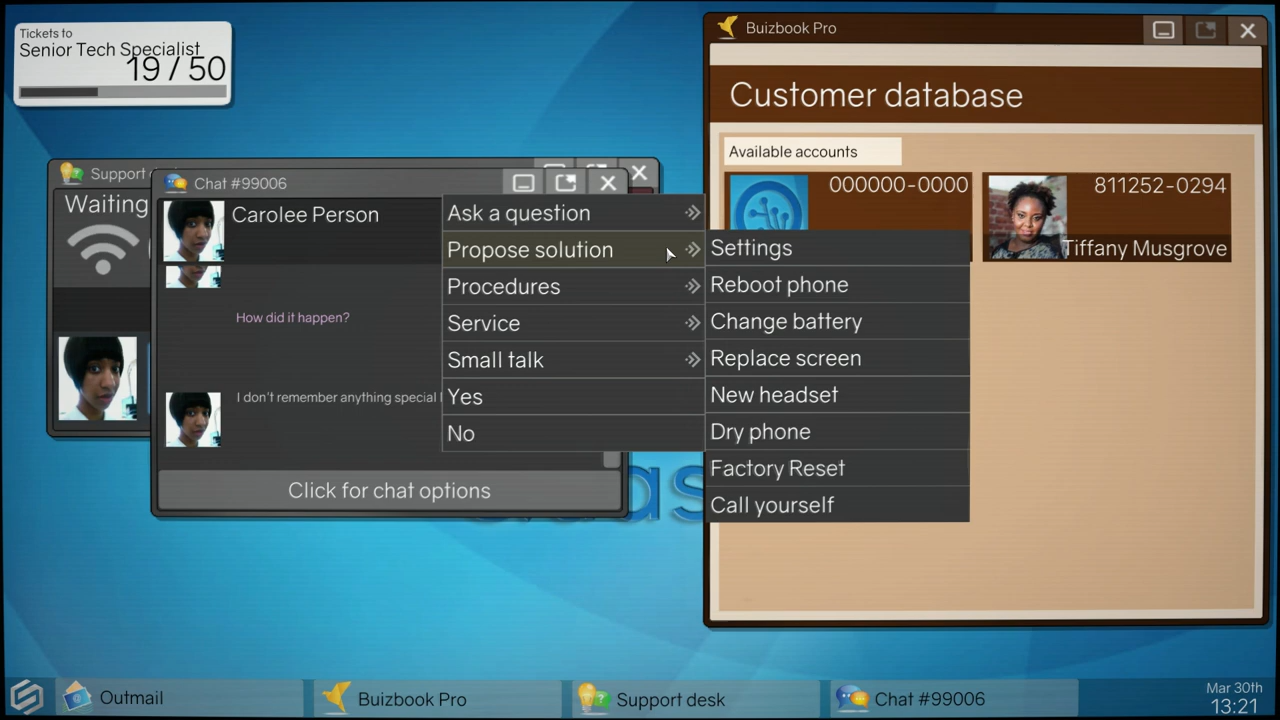 Tickets to
Senior Tech Specialist
19 / 50
Buizbook Pro
Customer database
Available accounts
000000-0000
811252-0294
Tiffany Musgrove
Support
Waiting
Chat #99006
Carolee Person
How did it happen?
I don't remember anything special
Click for chat options
Ask a question
Propose solution
Procedures
Service
Small talk
Yes
No
Settings
Reboot phone
Change battery
Replace screen
New headset
Dry phone
Factory Reset
Call yourself
Outmail
Buizbook Pro
Support desk
Chat #99006
Mar 30th
13:21